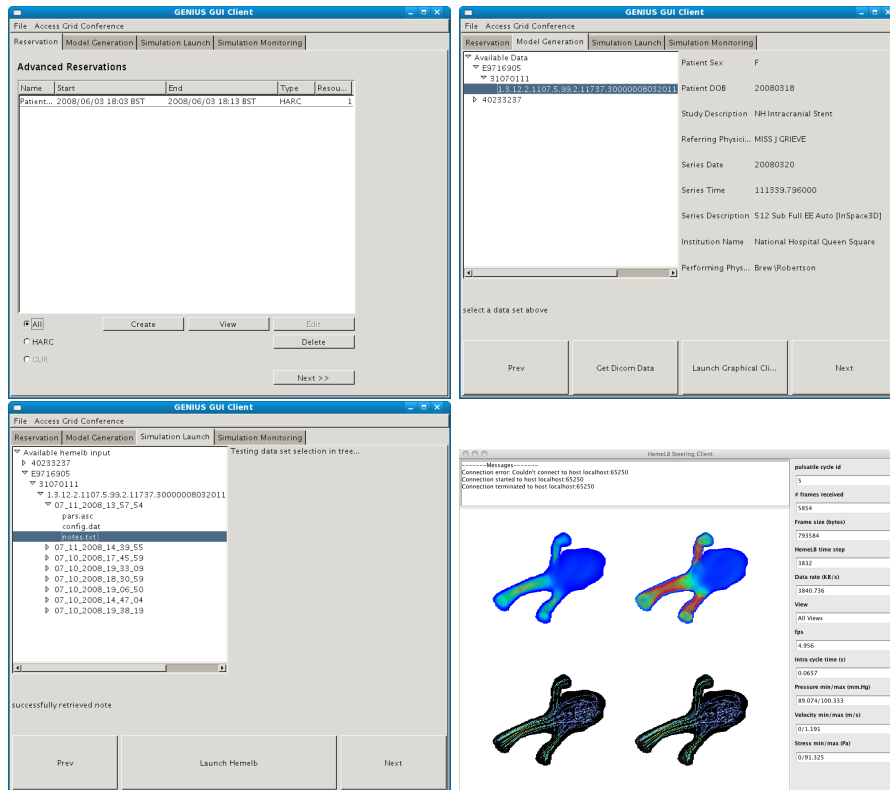 GENIUS GUI Client
File Access Grid Conference
Reservation Model Generation Simulation Launch Simulation Monitoring
Advanced Reservations
Name Start End Type Resou...
Patient... 2008/06/03 18:03 BST 2008/06/03 18:13 BST HARC 1
All Create View Edit
HARC Delete
CUR
Next >>
GENIUS GUI Client
File Access Grid Conference
Reservation Model Generation Simulation Launch Simulation Monitoring
Available Data
E9716905
31070111
1.3.12.2.1107.5.99.2.11737.30000008032011
40233237
Patient Sex F
Patient DOB 20080318
Study Description NH Intracranial Stent
Referring Physici... MISS J GRIEVE
Series Date 20080320
Series Time 111339.796000
Series Description 512 Sub Full EE Auto [InSpace3D]
Institution Name National Hospital Queen Square
Performing Phys... Brew \Robertson
select a data set above
Prev Get Dicom Data Launch Graphical Cli... Next
GENIUS GUI Client
File Access Grid Conference
Reservation Model Generation Simulation Launch Simulation Monitoring
Available hemelb input
40233237
E9716905
31070111
1.3.12.2.1107.5.99.2.11737.30000008032011
07_11_2008_13_57_54
pars.asc
config.dat
notes.txt
07_11_2008_14_39_55
07_10_2008_17_45_59
07_10_2008_19_33_09
07_10_2008_18_30_59
07_10_2008_19_06_50
07_10_2008_14_47_04
07_10_2008_19_38_19
Testing data set selection in tree...
successfully retrieved note
Prev Launch Hemelb Next
HemeLB Steering Client
-------Messages-------
Connection error: Couldn't connect to host localhost:65250
Connection started to host localhost:65250
Connection terminated to host localhost:65250
pulsatile cycle id
5
# frames received
5854
Frame size (bytes)
793584
HemeLB time step
3832
Data rate (KB/s)
3840.736
View
All Views
fps
4.956
Intra cycle time (s)
0.0657
Pressure min/max (mm.Hg)
89.074/100.333
Velocity min/max (m/s)
0/1.191
Stress min/max (Pa)
0/91.325